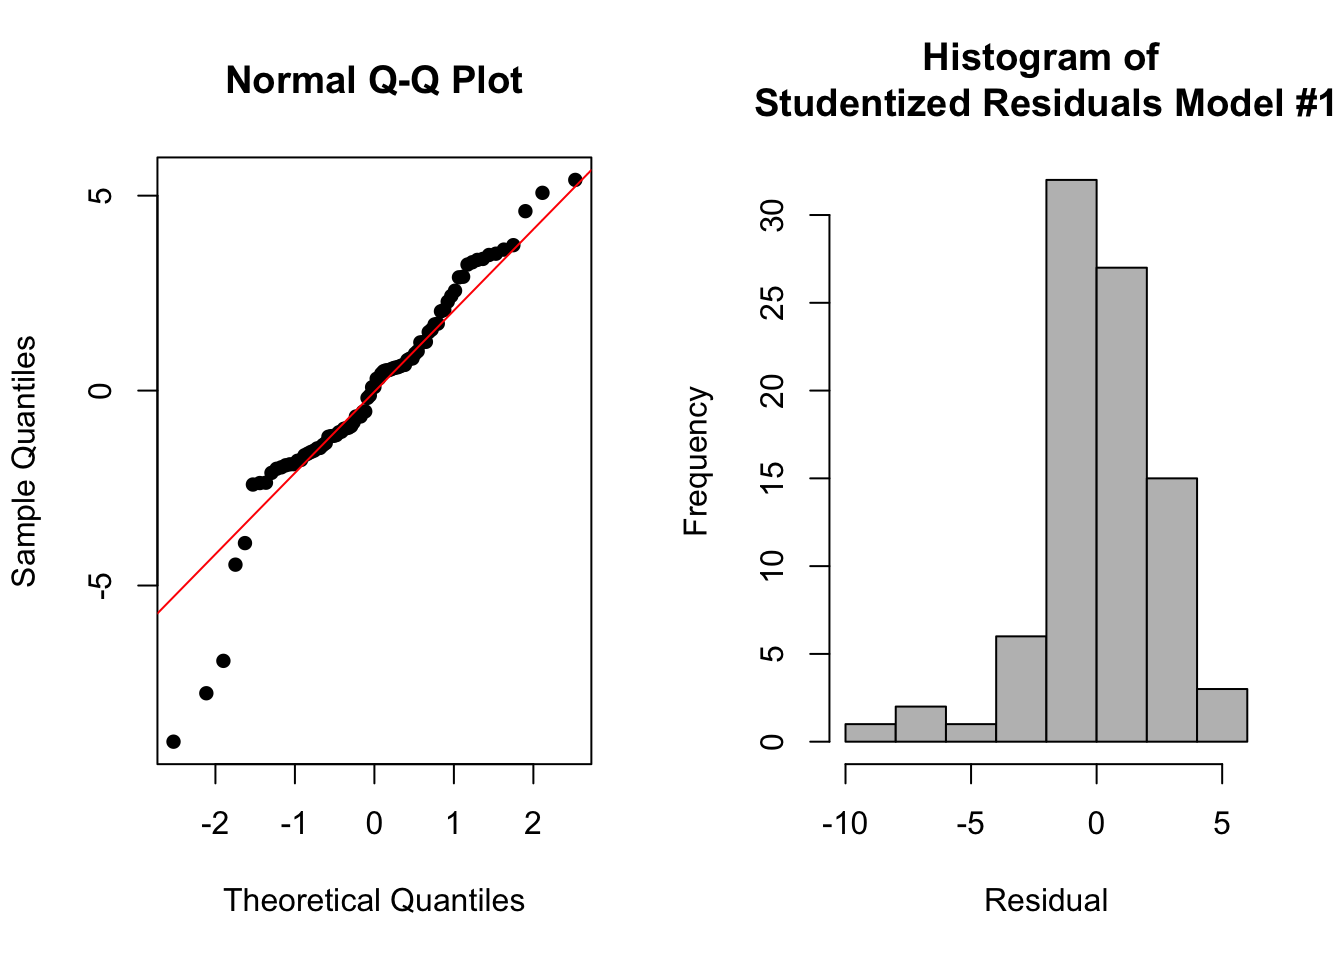 Normal Q-Q Plot
Sample Quantiles
5
0
-5
-2 -1 0 1 2
Theoretical Quantiles
Histogram of
Studentized Residuals Model #1
Frequency
30
25
20
15
10
5
0
-10 -5 0 5
Residual